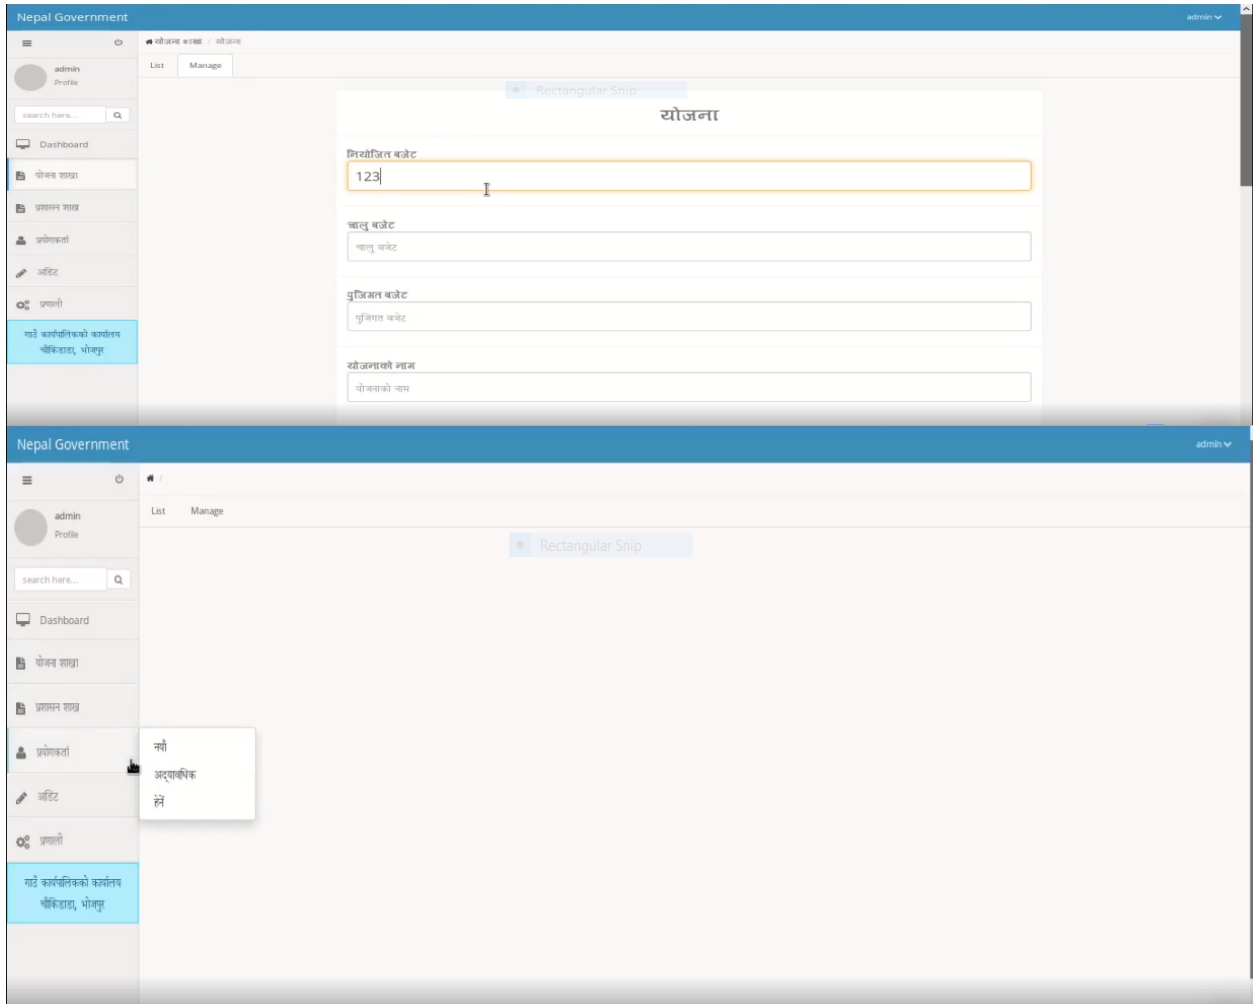 Nepal Government
admin
योजना शाखा / योजना
admin
Profile
List
Manage
Rectangular Snip
search here...
योजना
Dashboard
नियोजित बजेट
योजना शाखा
123
प्रशासन शाख
चालु बजेट
प्रयोगकर्ता
चालु बजेट
अडिट
पुजिगत बजेट
प्रणाली
पुजिगत बजेट
गाउँ कार्यपालिकको कार्यालय
चौकिडाडा, भोजपुर
योजनाको नाम
योजनाको नाम
Nepal Government
admin
/
admin
Profile
List
Manage
Rectangular Snip
search here...
Dashboard
योजना शाखा
प्रशासन शाख
प्रयोगकर्ता
नयाँ
अद्यावधिक
हेर्ने
अडिट
प्रणाली
गाउँ कार्यपालिकको कार्यालय
चौकिडाडा, भोजपुर